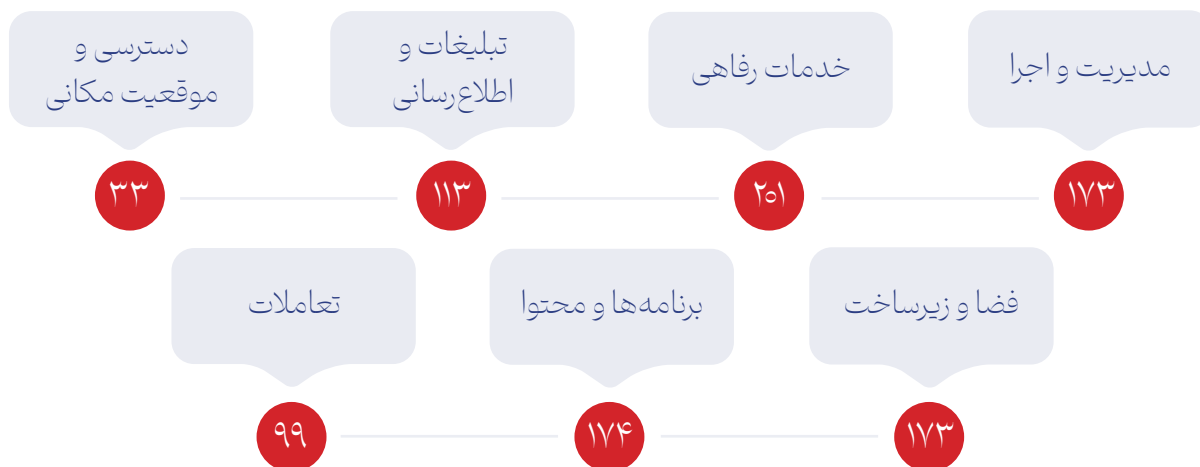 مدیریت و اجرا
۱۷۳
خدمات رفاهی
۲۵۱
تبلیغات و
اطلاع‌رسانی
۱۱۳
دسترسی و
موقعیت مکانی
۳۳
فضا و زیرساخت
۱۷۳
برنامه‌ها و محتوا
۱۷۴
تعاملات
۹۹